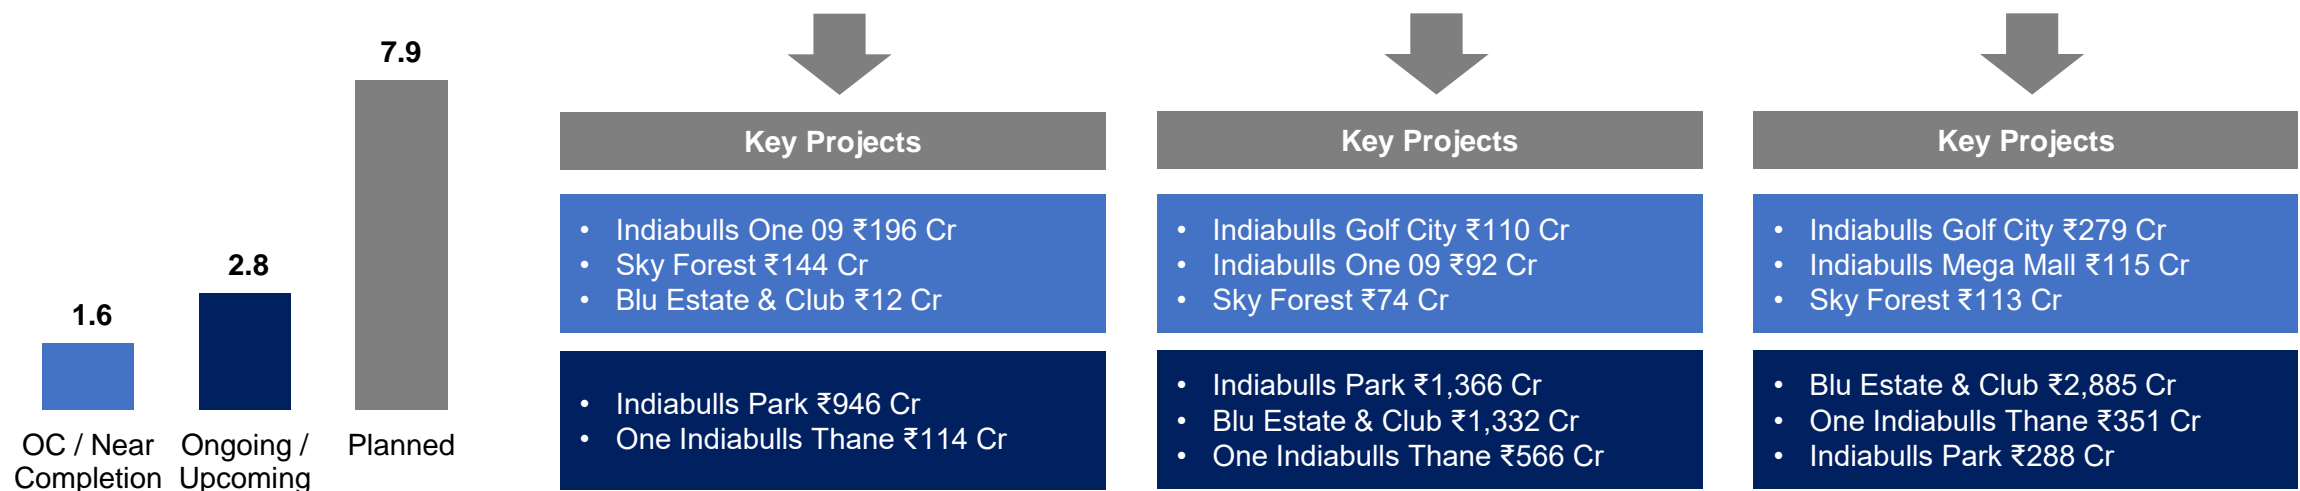 7.9
2.8
1.6
OC / Near
Completion
Ongoing /
Upcoming
Planned
Key Projects
• Indiabulls One 09 ₹196 Cr
• Sky Forest ₹144 Cr
• Blu Estate & Club ₹12 Cr
• Indiabulls Park ₹946 Cr
• One Indiabulls Thane ₹114 Cr
Key Projects
• Indiabulls Golf City ₹110 Cr
• Indiabulls One 09 ₹92 Cr
• Sky Forest ₹74 Cr
• Indiabulls Park ₹1,366 Cr
• Blu Estate & Club ₹1,332 Cr
• One Indiabulls Thane ₹566 Cr
Key Projects
• Indiabulls Golf City ₹279 Cr
• Indiabulls Mega Mall ₹115 Cr
• Sky Forest ₹113 Cr
• Blu Estate & Club ₹2,885 Cr
• One Indiabulls Thane ₹351 Cr
• Indiabulls Park ₹288 Cr